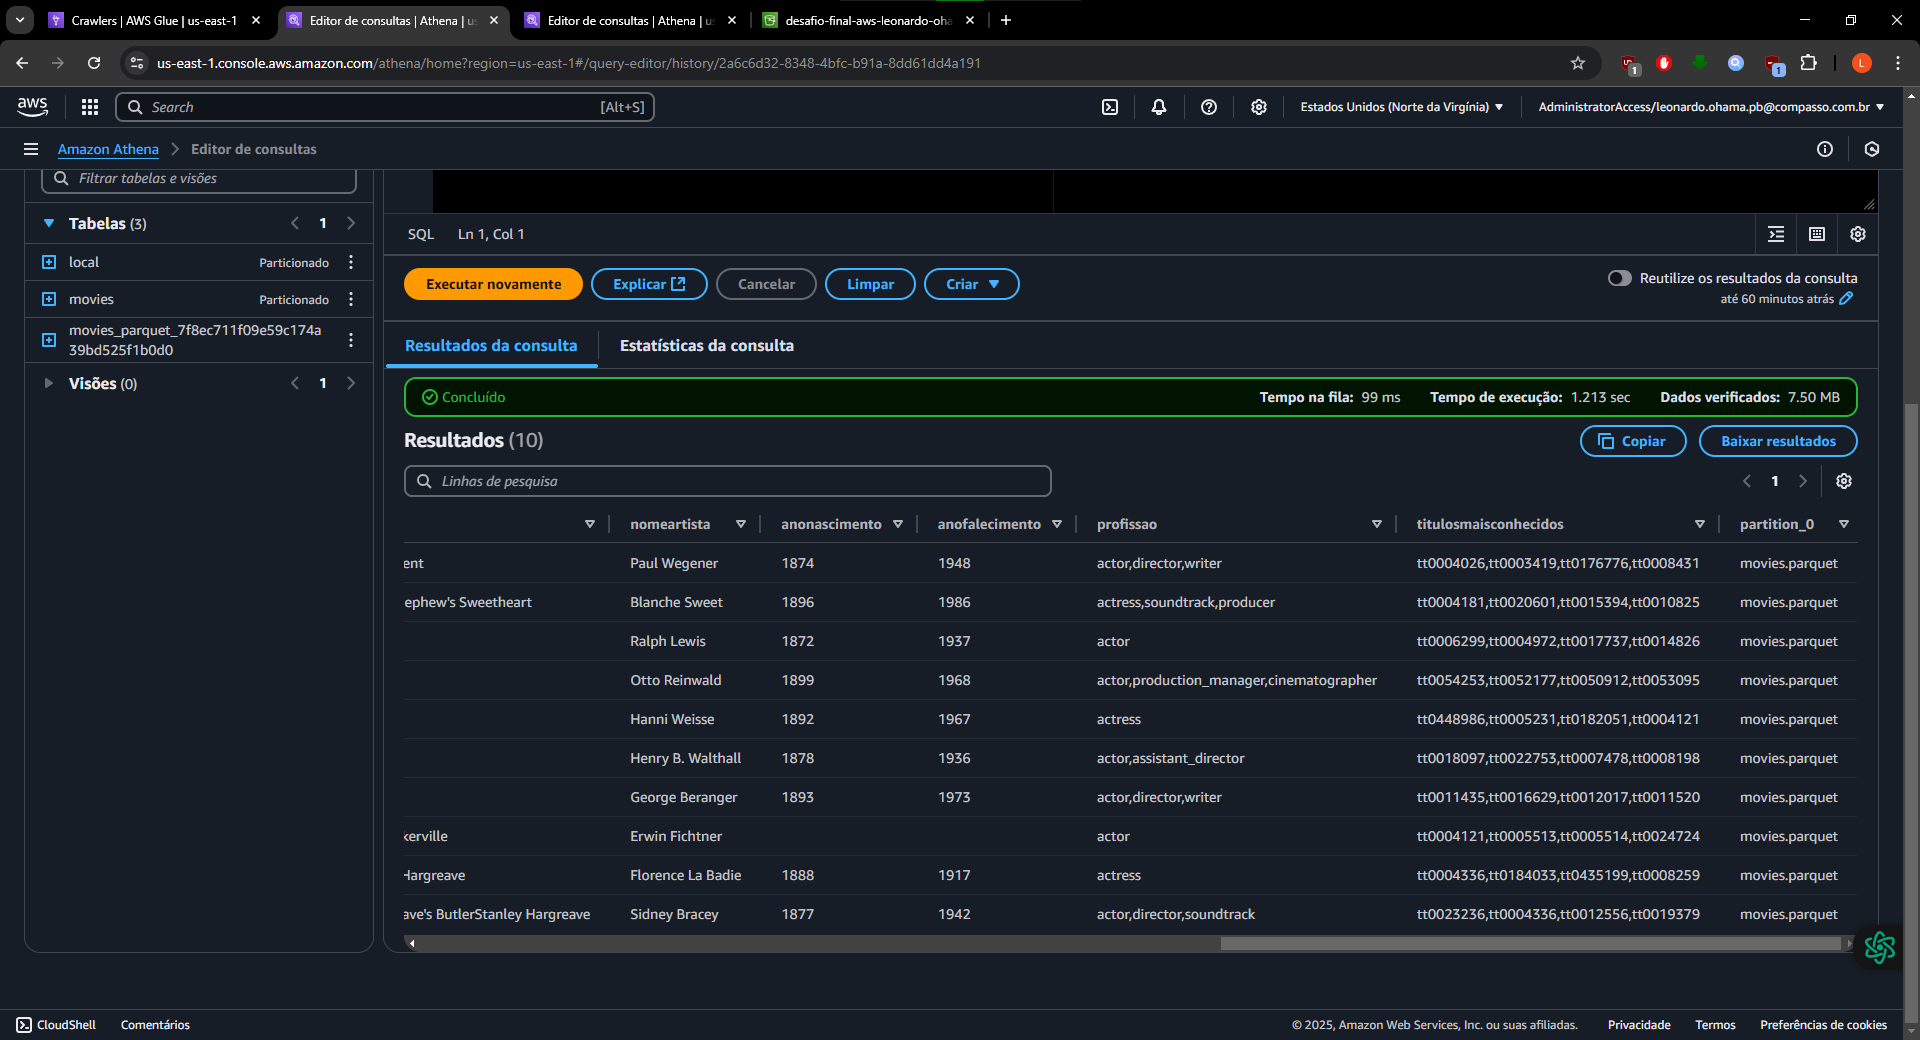 Crawlers | AWS Glue | us-east-1
Editor de consultas | Athena | us
Editor de consultas | Athena | us
desafio-final-aws-leonardo-oha
us-east-1.console.aws.amazon.com/athena/home?region=us-east-1#/query-editor/history/2a6c6d32-8348-4bfc-b91a-8dd61dd4a191
1
1
L
aws
Search
[Alt+S]
Estados Unidos (Norte da Virgínia)
AdministratorAccess/leonardo.ohama.pb@compasso.com.br
Amazon Athena
Editor de consultas
Filtrar tabelas e visões
Tabelas (3)
1
local Particionado
movies Particionado
movies_parquet_7f8ec711f09e59c174a
39bd525f1b0d0
Visões (0)
1
SQL Ln 1, Col 1
Executar novamente
Explicar
Cancelar
Limpar
Criar
Reutilize os resultados da consulta
até 60 minutos atrás
Resultados da consulta
Estatísticas da consulta
Concluído
Tempo na fila: 99 ms Tempo de execução: 1.213 sec Dados verificados: 7.50 MB
Resultados (10)
Copiar
Baixar resultados
Linhas de pesquisa
1
nomeartista anonascimento anofalecimento profissao titulosmaisconhecidos partition_0
ent Paul Wegener 1874 1948 actor,director,writer tt0004026,tt0003419,tt0176776,tt0008431 movies.parquet
ephew's Sweetheart Blanche Sweet 1896 1986 actress,soundtrack,producer tt0004181,tt0020601,tt0015394,tt0010825 movies.parquet
Ralph Lewis 1872 1937 actor tt0006299,tt0004972,tt0017737,tt0014826 movies.parquet
Otto Reinwald 1899 1968 actor,production_manager,cinematographer tt0054253,tt0052177,tt0050912,tt0053095 movies.parquet
Hanni Weisse 1892 1967 actress tt0448986,tt0005231,tt0182051,tt0004121 movies.parquet
Henry B. Walthall 1878 1936 actor,assistant_director tt0018097,tt0022753,tt0007478,tt0008198 movies.parquet
George Beranger 1893 1973 actor,director,writer tt0011435,tt0016629,tt0012017,tt0011520 movies.parquet
kerville Erwin Fichtner actor tt0004121,tt0005513,tt0005514,tt0024724 movies.parquet
Hargreave Florence La Badie 1888 1917 actress tt0004336,tt0184033,tt0435199,tt0008259 movies.parquet
ave's ButlerStanley Hargreave Sidney Bracey 1877 1942 actor,director,soundtrack tt0023236,tt0004336,tt0012556,tt0019379 movies.parquet
CloudShell
Comentários
© 2025, Amazon Web Services, Inc. ou suas afiliadas.
Privacidade
Termos
Preferências de cookies